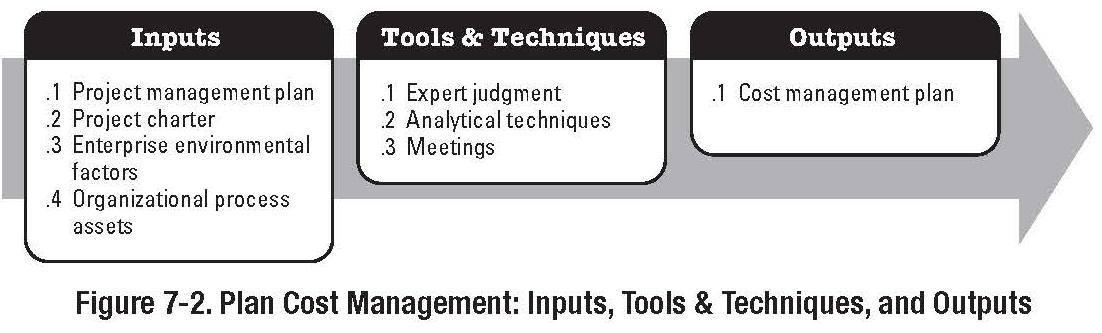 Inputs
.1 Project management plan
.2 Project charter
.3 Enterprise environmental
factors
.4 Organizational process
assets
Tools & Techniques
.1 Expert judgment
.2 Analytical techniques
.3 Meetings
Outputs
.1 Cost management plan
Figure 7-2. Plan Cost Management: Inputs, Tools & Techniques, and Outputs